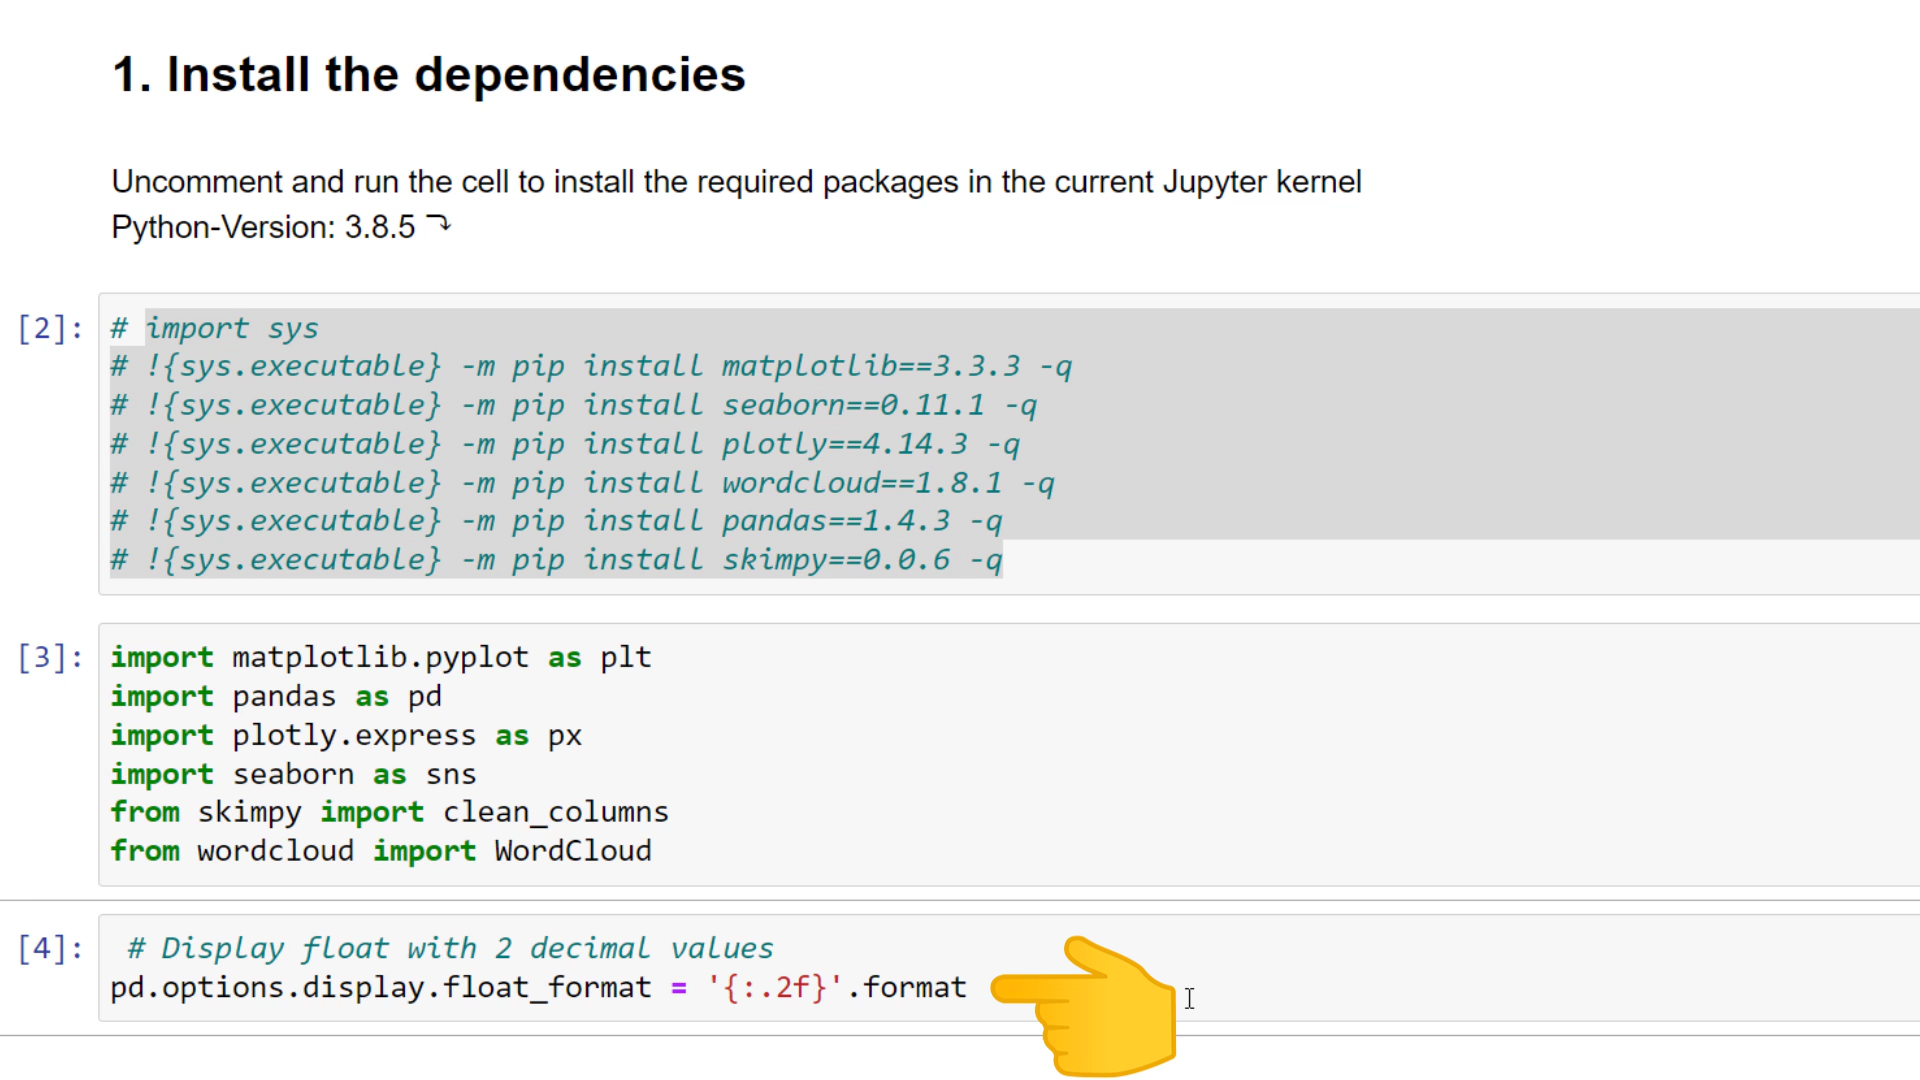 1. Install the dependencies
Uncomment and run the cell to install the required packages in the current Jupyter kernel
Python-Version: 3.8.5
[2]:
# import sys
# !{sys.executable} -m pip install matplotlib==3.3.3 -q
# !{sys.executable} -m pip install seaborn==0.11.1 -q
# !{sys.executable} -m pip install plotly==4.14.3 -q
# !{sys.executable} -m pip install wordcloud==1.8.1 -q
# !{sys.executable} -m pip install pandas==1.4.3 -q
# !{sys.executable} -m pip install skimpy==0.0.6 -q
[3]:
import matplotlib.pyplot as plt
import pandas as pd
import plotly.express as px
import seaborn as sns
from skimpy import clean_columns
from wordcloud import WordCloud
[4]:
# Display float with 2 decimal values
pd.options.display.float_format = '{:.2f}'.format